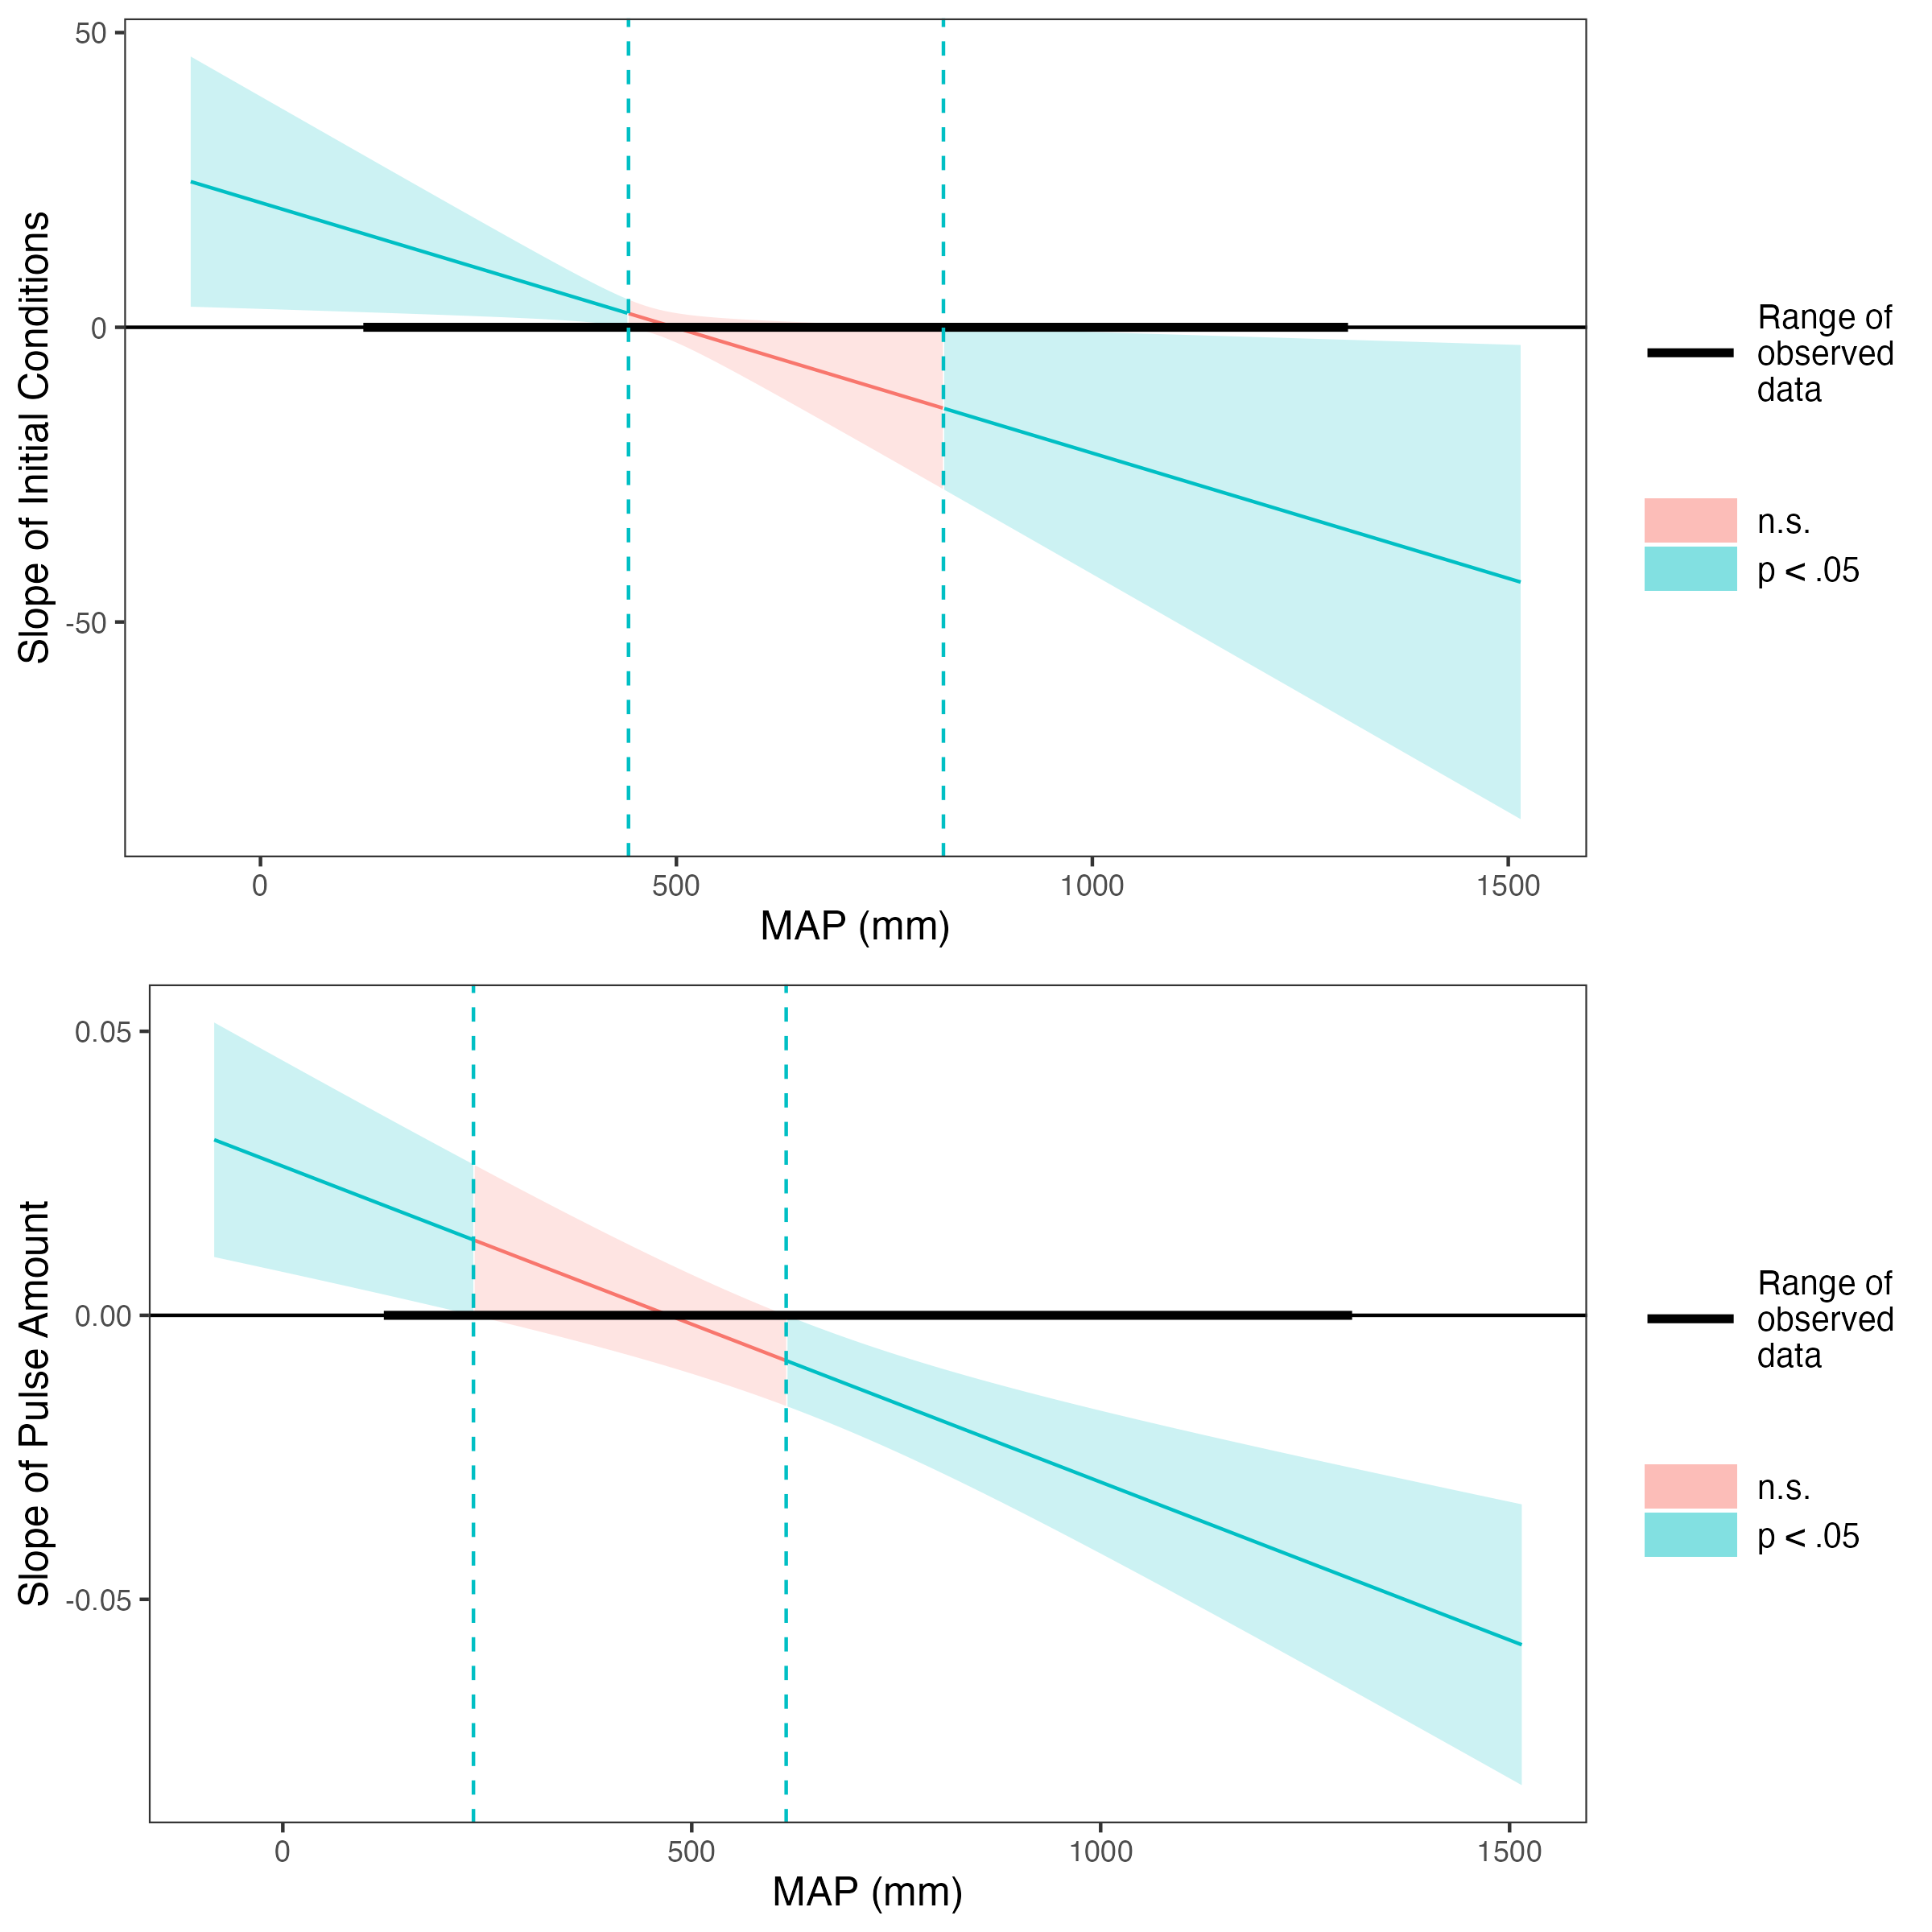 50
0
-50
Slope of Initial Conditions
0
500
1000
1500
MAP (mm)
Range of
observed
data
n.s.
p < .05
0.05
0.00
-0.05
Slope of Pulse Amount
0
500
1000
1500
MAP (mm)
Range of
observed
data
n.s.
p < .05